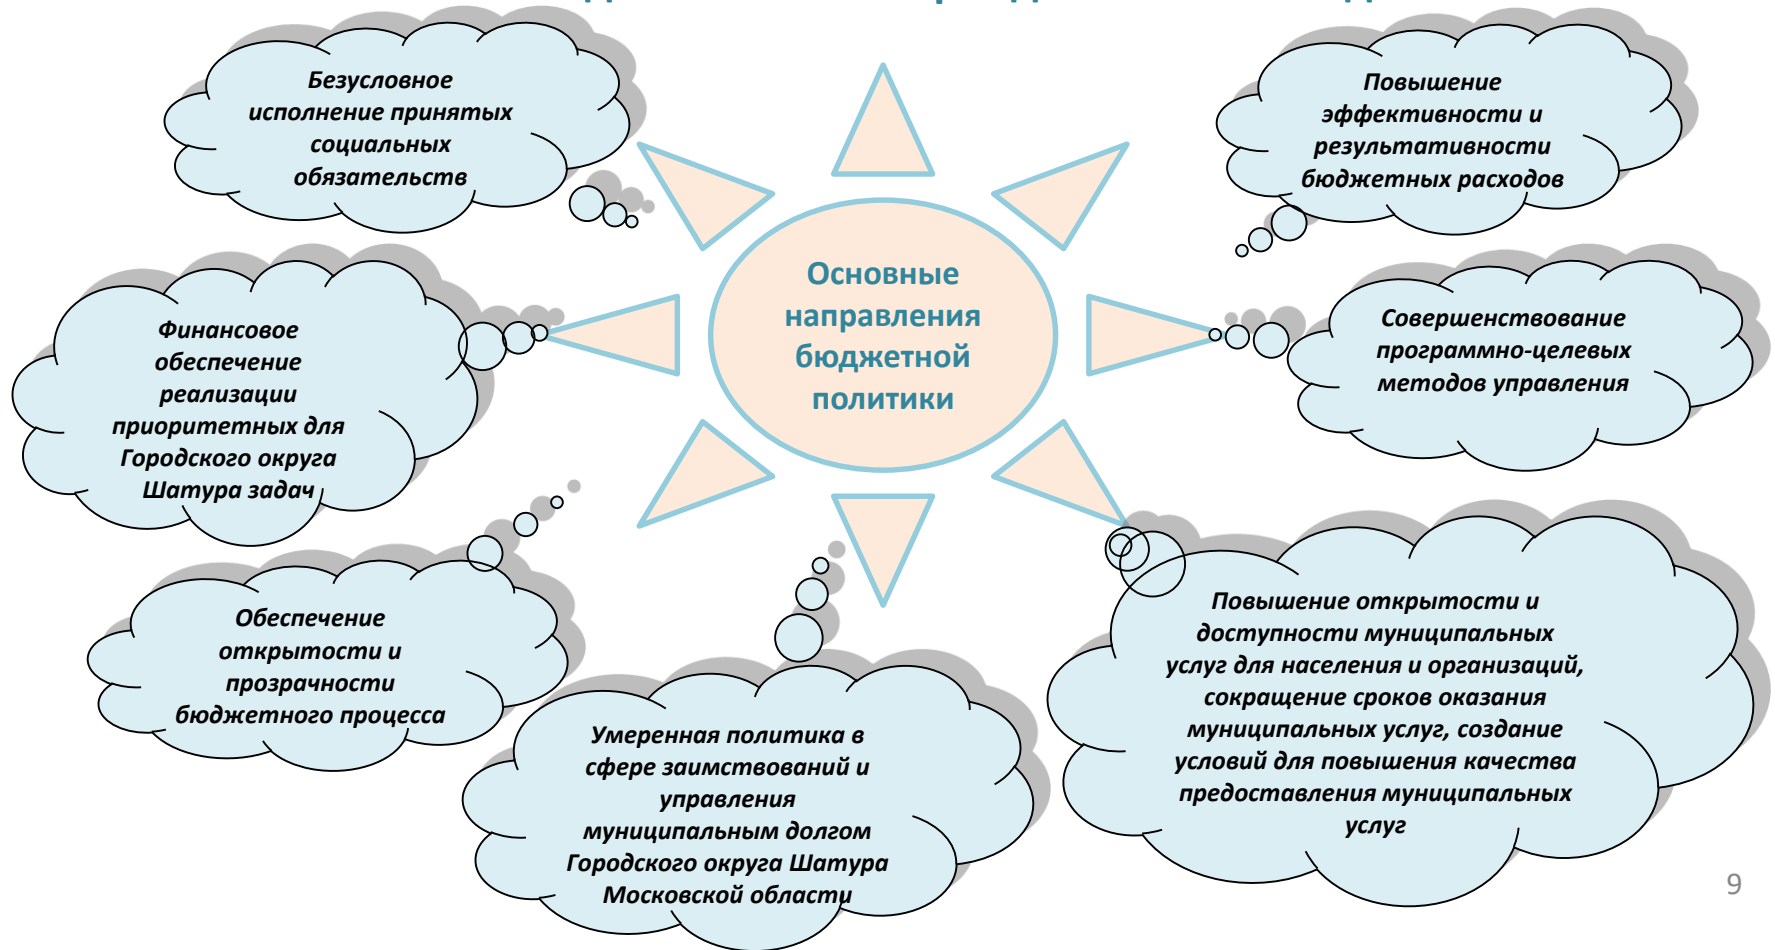 Безусловное
исполнение принятых
социальных
обязательств
Повышение
эффективности и
результативности
бюджетных расходов
Основные
направления
бюджетной
политики
Финансовое
обеспечение
реализации
приоритетных для
Городского округа
Шатура задач
Совершенствование
программно-целевых
методов управления
Обеспечение
открытости и
прозрачности
бюджетного процесса
Умеренная политика в
сфере заимствований и
управления
муниципальным долгом
Городского округа Шатура
Московской области
Повышение открытости и
доступности муниципальных
услуг для населения и организаций,
сокращение сроков оказания
муниципальных услуг, создание
условий для повышения качества
предоставления муниципальных
услуг
9